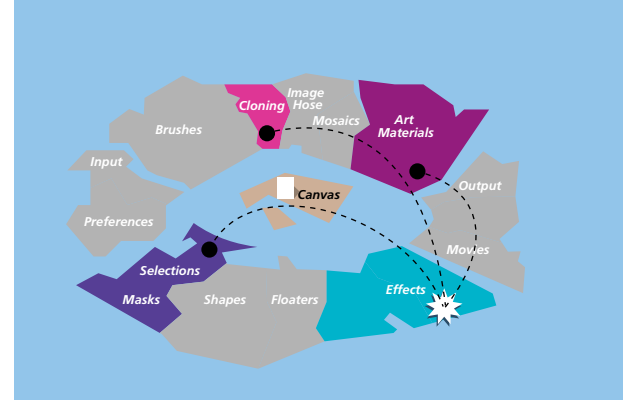 Image
Hose
Cloning
Mosaics
Brushes
Art
Materials
Input
Output
Canvas
Preferences
Movies
Selections
Effects
Masks
Shapes
Floaters